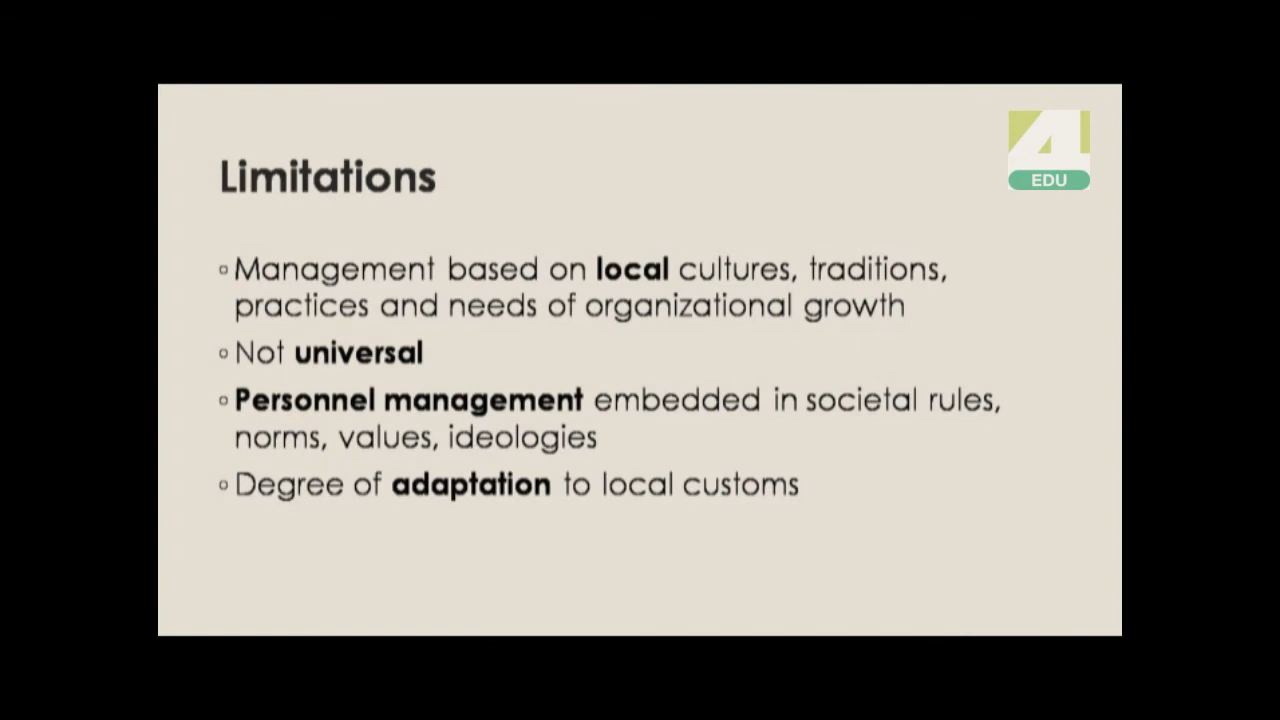 4
EDU
Limitations
Management based on local cultures, traditions,
practices and needs of organizational growth
Not universal
Personnel management embedded in societal rules,
norms, values, ideologies
Degree of adaptation to local customs